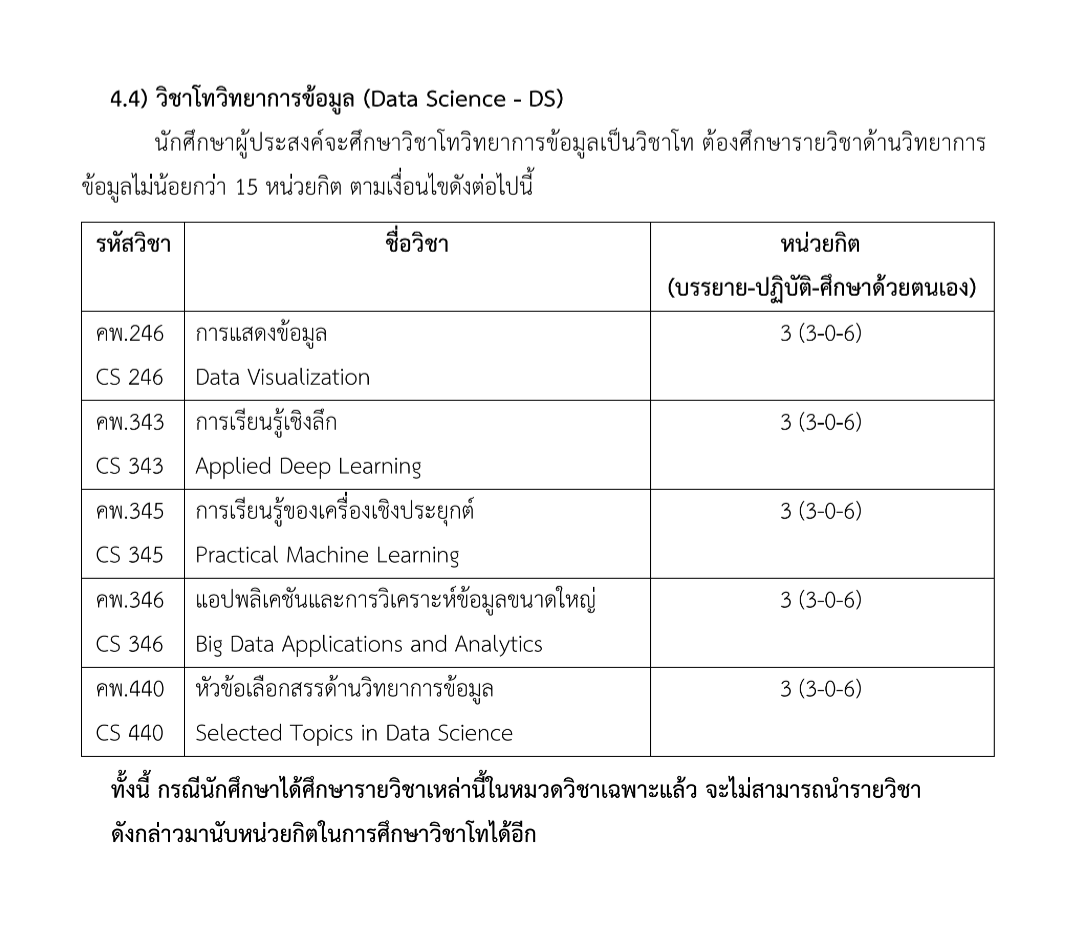 4.4) วิชาโทวิทยาการข้อมูล (Data Science - DS)
นักศึกษาผู้ประสงค์จะศึกษาวิชาโทวิทยาการข้อมูลเป็นวิชาโท ต้องศึกษารายวิชาด้านวิทยาการ
ข้อมูลไม่น้อยกว่า 15 หน่วยกิต ตามเงื่อนไขดังต่อไปนี้
รหัสวิชา ชื่อวิชา หน่วยกิต
(บรรยาย-ปฏิบัติ-ศึกษาด้วยตนเอง)
คพ.246 การแสดงข้อมูล 3 (3-0-6)
CS 246 Data Visualization
คพ.343 การเรียนรู้เชิงลึก 3 (3-0-6)
CS 343 Applied Deep Learning
คพ.345 การเรียนรู้ของเครื่องเชิงประยุกต์ 3 (3-0-6)
CS 345 Practical Machine Learning
คพ.346 แอปพลิเคชันและการวิเคราะห์ข้อมูลขนาดใหญ่ 3 (3-0-6)
CS 346 Big Data Applications and Analytics
คพ.440 หัวข้อเลือกสรรด้านวิทยาการข้อมูล 3 (3-0-6)
CS 440 Selected Topics in Data Science
ทั้งนี้ กรณีนักศึกษาได้ศึกษารายวิชาเหล่านี้ในหมวดวิชาเฉพาะแล้ว จะไม่สามารถนำรายวิชา
ดังกล่าวมานับหน่วยกิตในการศึกษาวิชาโทได้อีก